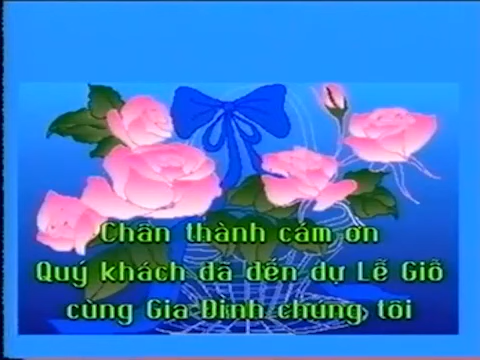 Chân thành cám ơn
Quý khách đã đến dự Lễ Giỗ
cùng Gia Đình chúng tôi